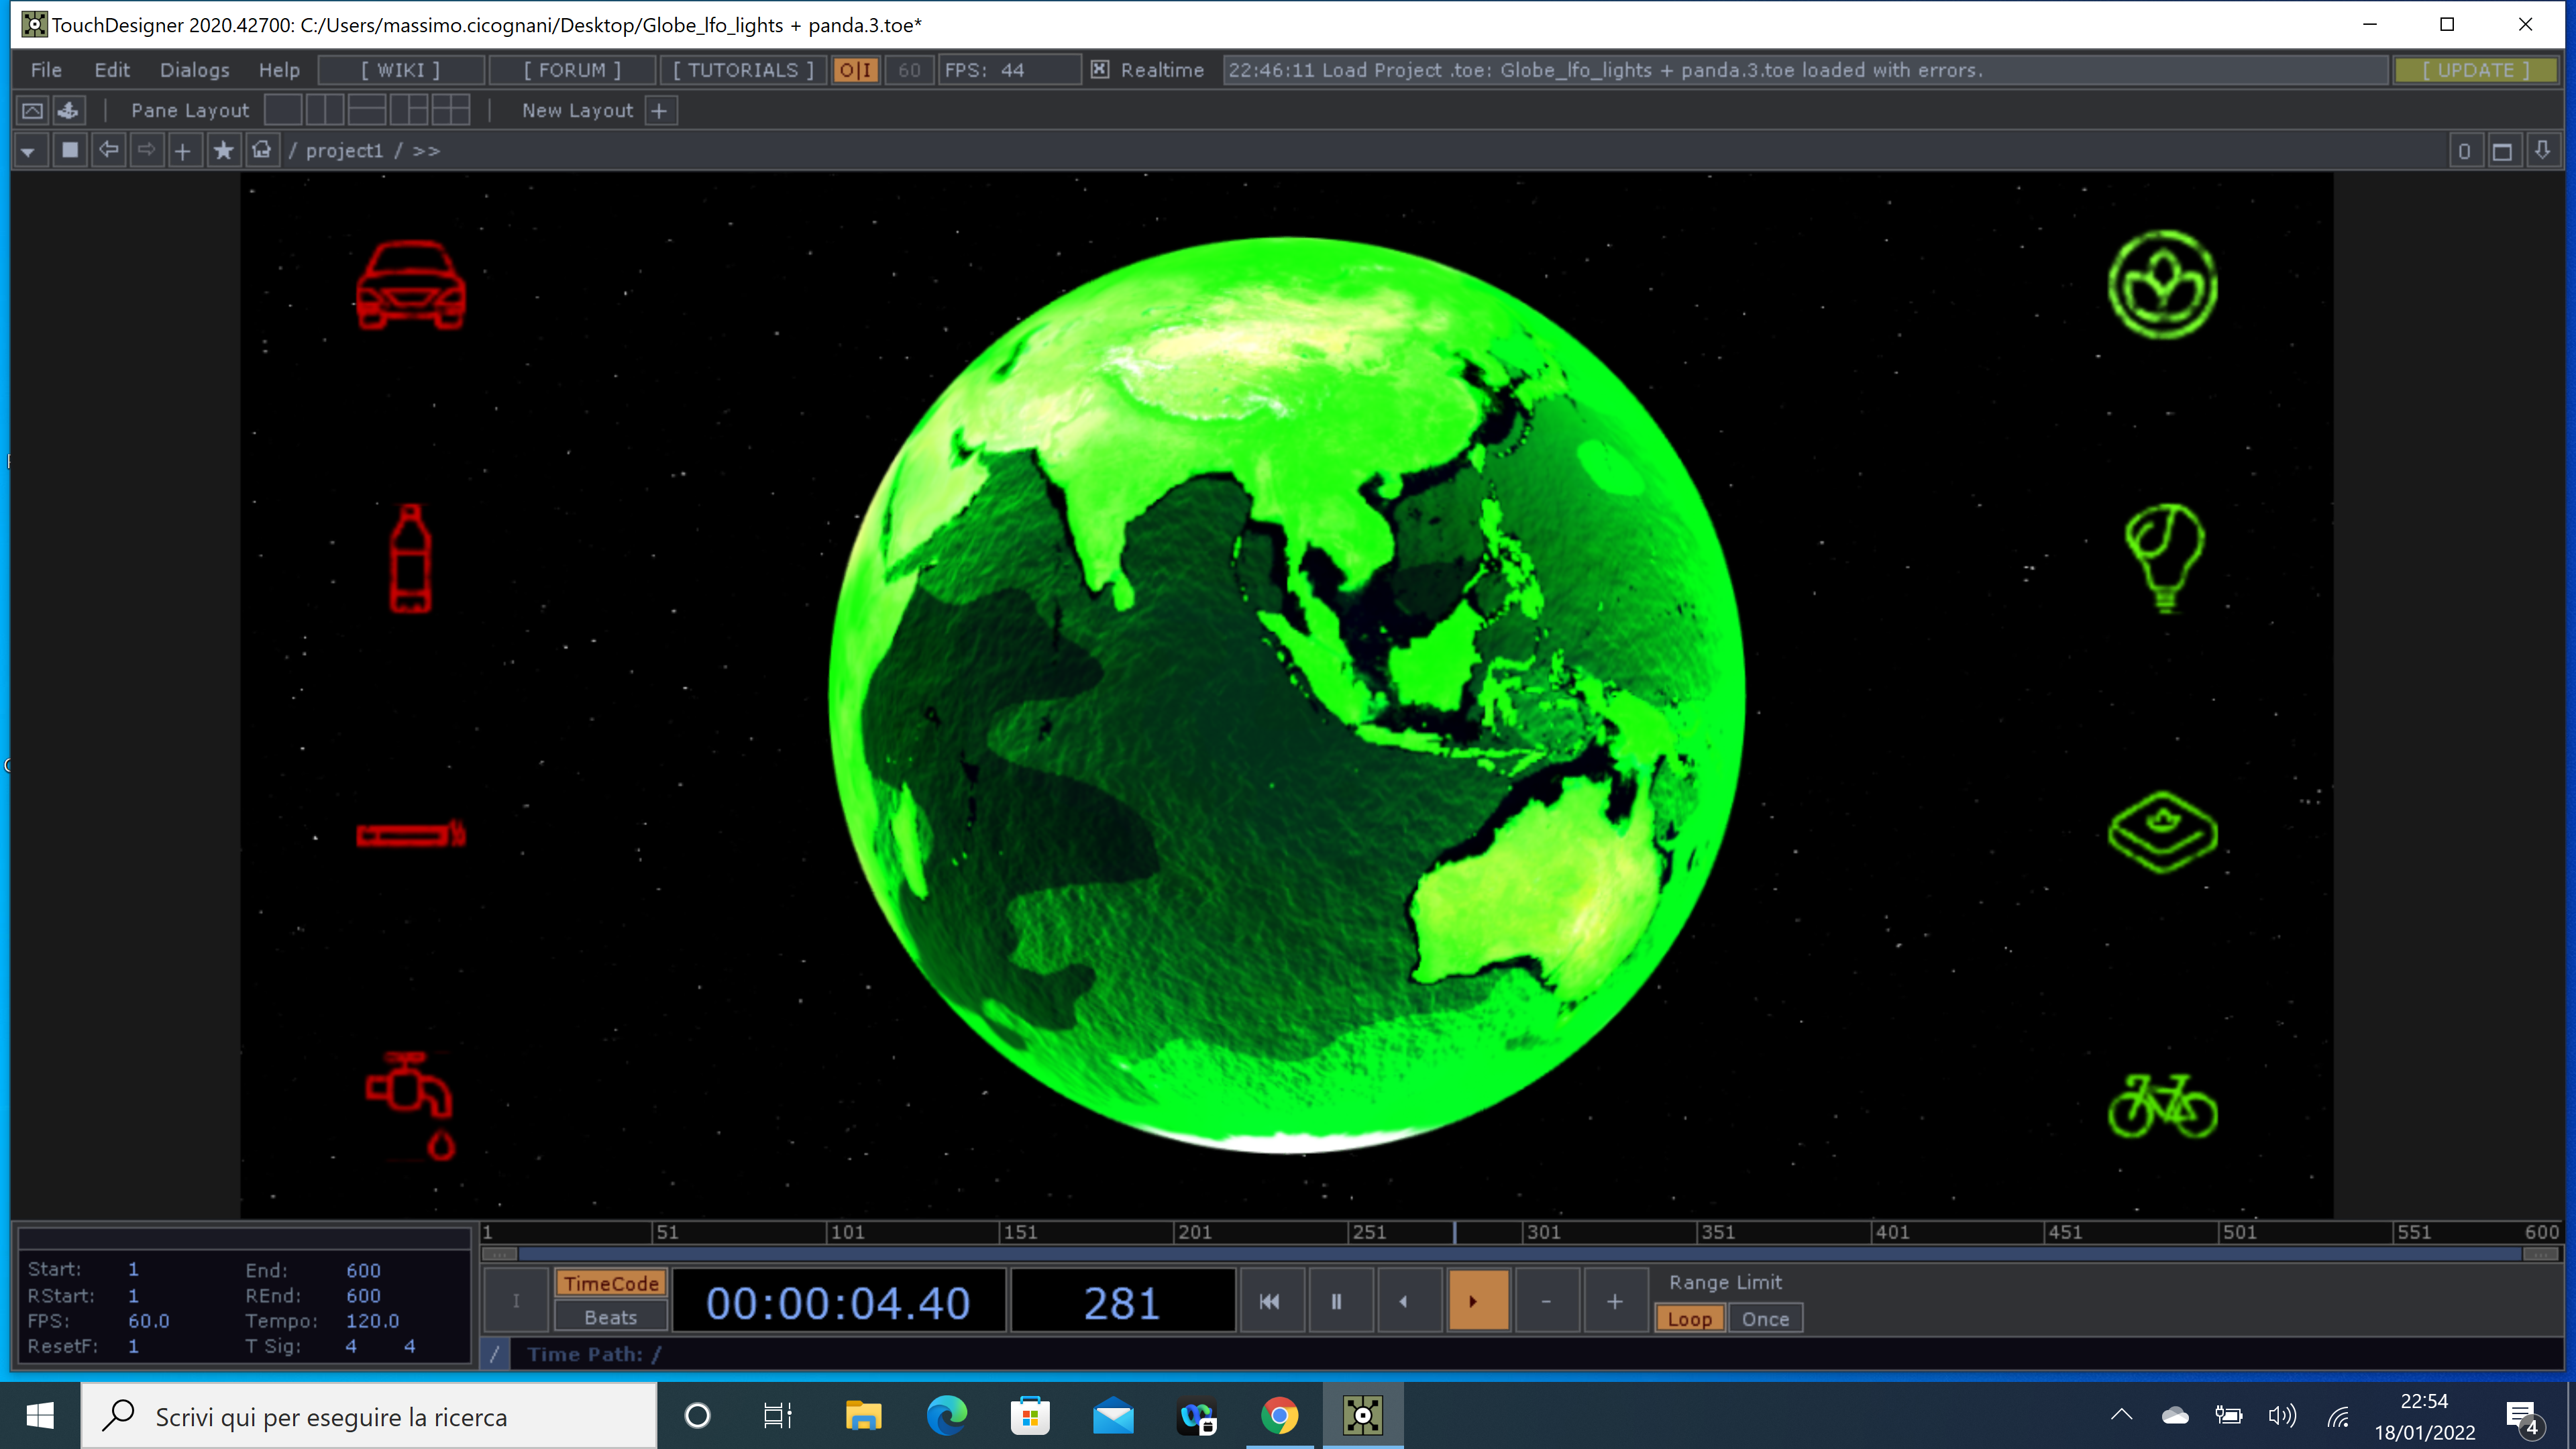 TouchDesigner 2020.42700: C:/Users/massimo.cicognani/Desktop/Globe_lfo_lights + panda.3.toe*
File Edit Dialogs Help [ WIKI ] [ FORUM ] [ TUTORIALS ] O|I 60 FPS: 44 Realtime 22:46:11 Load Project .toe: Globe_lfo_lights + panda.3.toe loaded with errors. [ UPDATE ]
Pane Layout New Layout +
/ project1 / >> 0
1 51 101 151 201 251 301 351 401 451 501 551 600
Start: 1 End: 600
RStart: 1 REnd: 600
FPS: 60.0 Tempo: 120.0
ResetF: 1 T Sig: 4 4
I TimeCode
Beats
00:00:04.40 281 - +
Range Limit
Loop Once
/ Time Path: /
Scrivi qui per eseguire la ricerca
22:54
18/01/2022
4